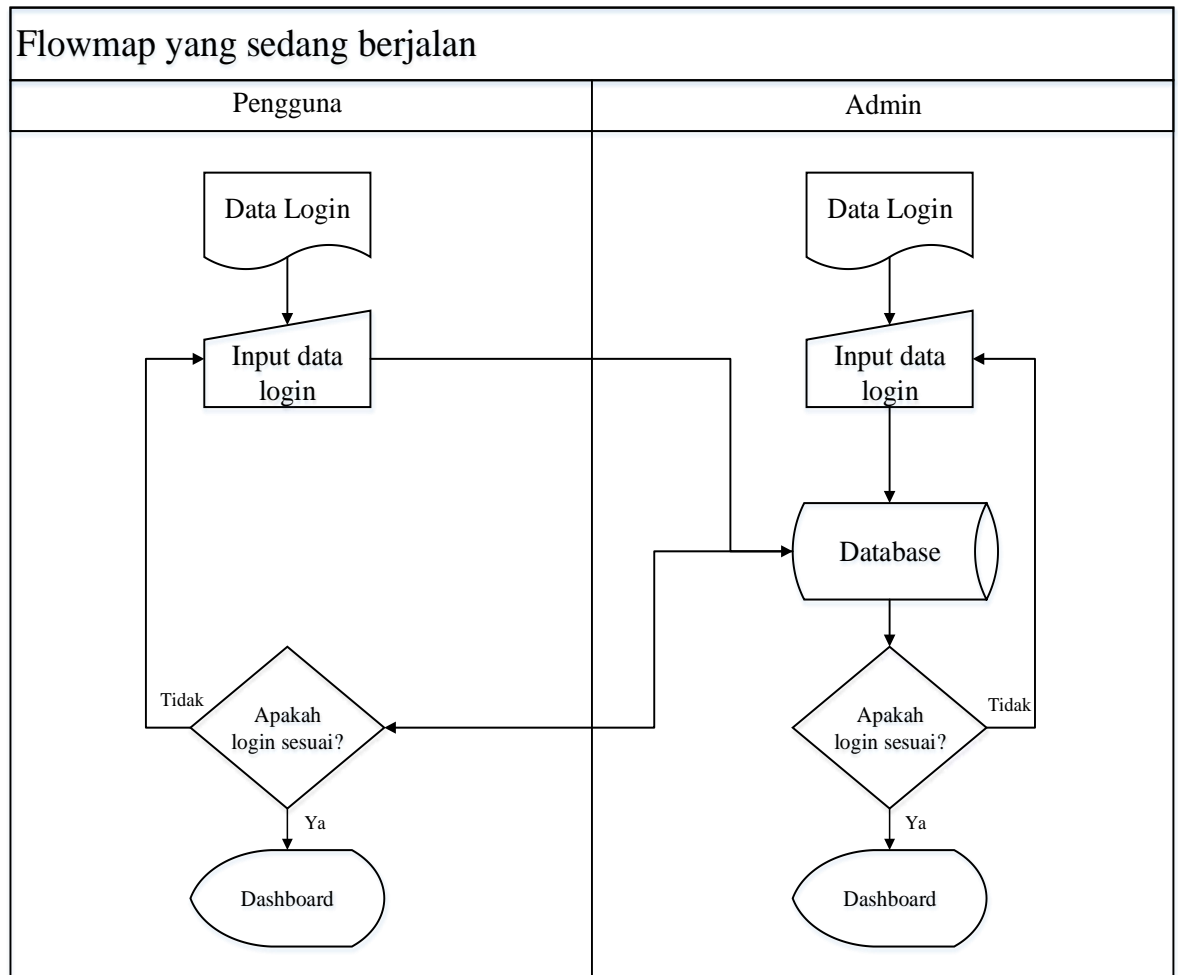 Flowmap yang sedang berjalan
Pengguna
Admin
Data Login
Data Login
Input data
login
Input data
login
Database
Tidak
Apakah
login sesuai?
Apakah
login sesuai?
Tidak
Ya
Ya
Dashboard
Dashboard